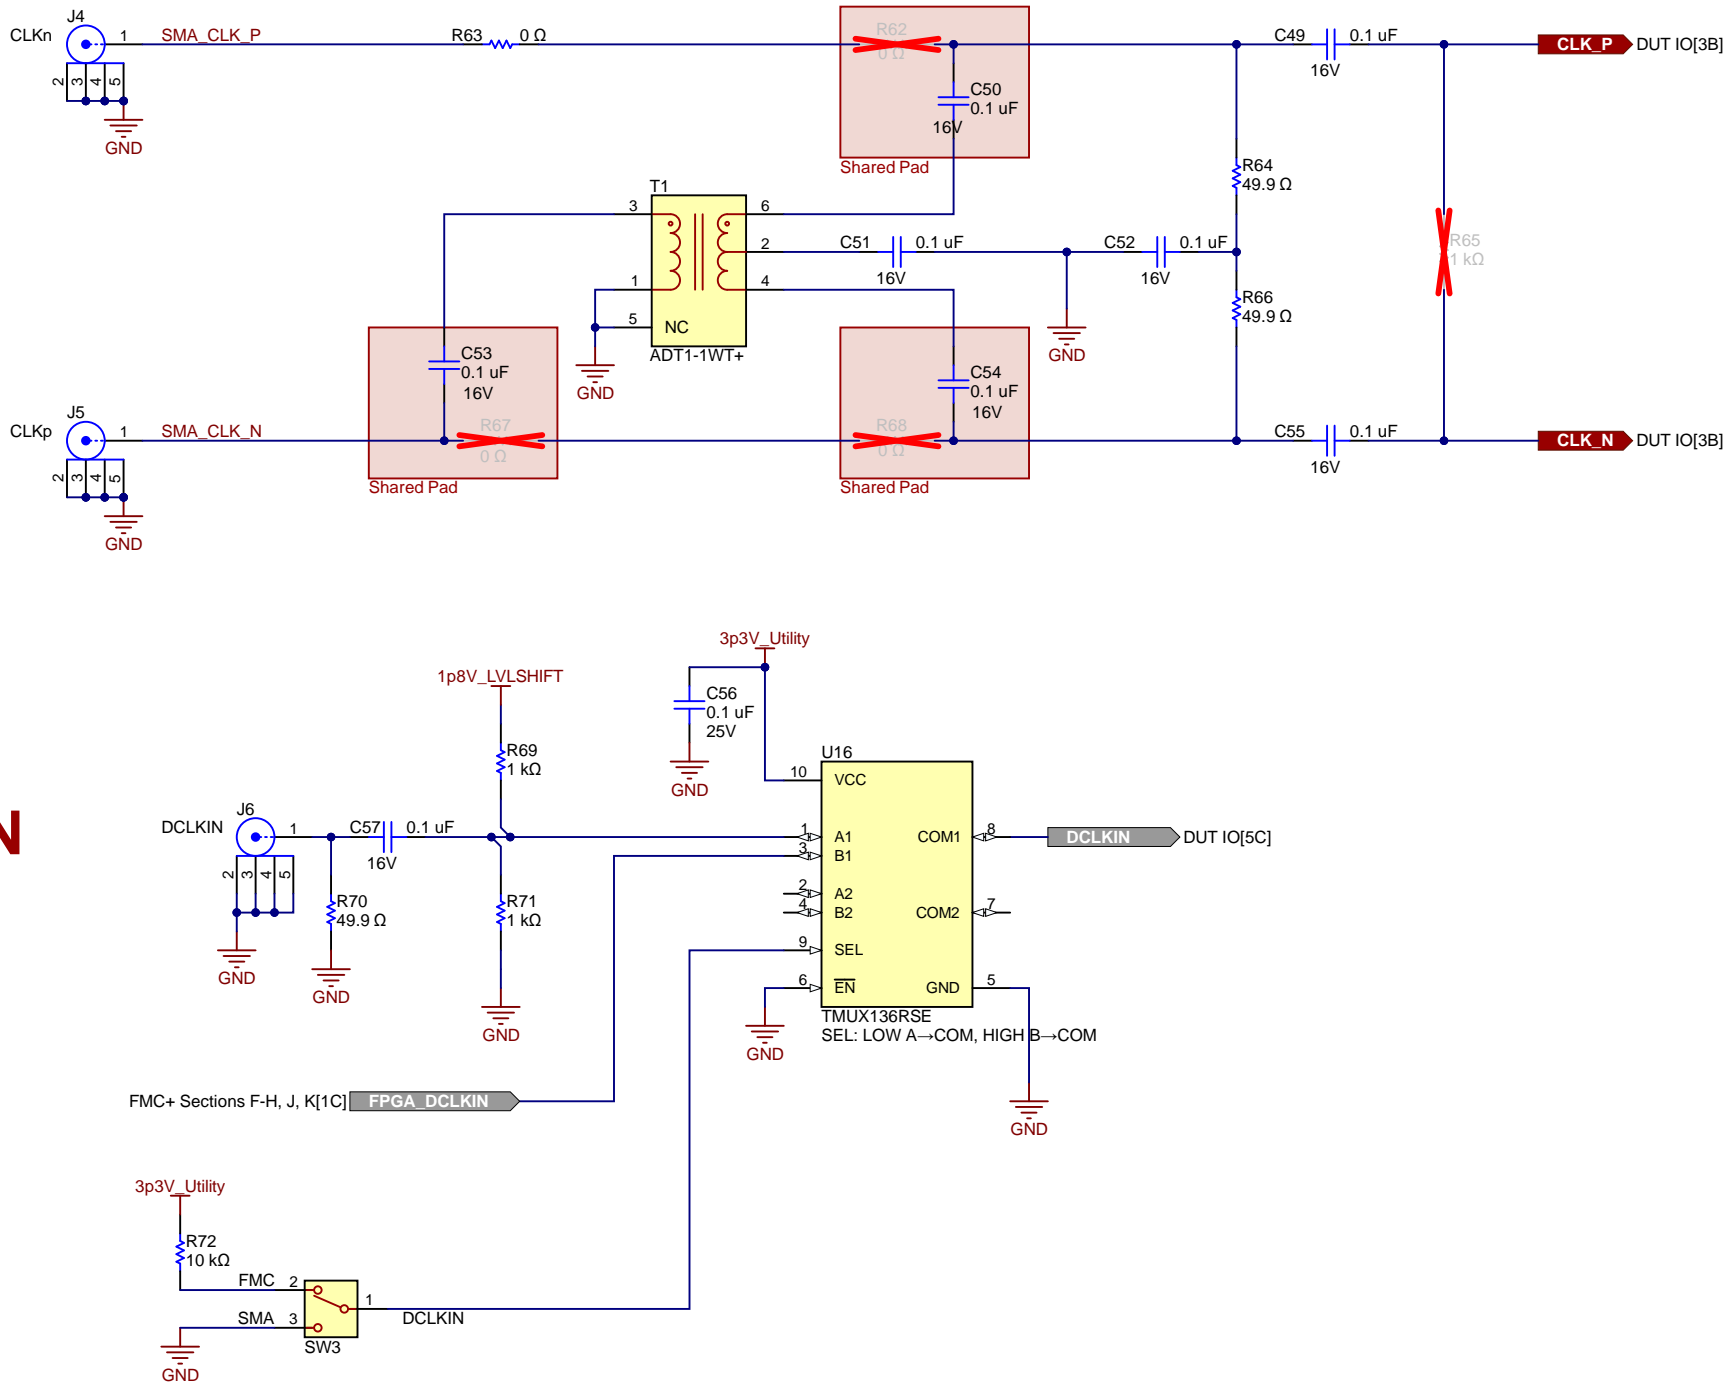 J4
CLKn
1
SMA_CLK_P
R63
0 Ω
R62
0 Ω
C50
0.1 uF
16V
Shared Pad
C49
0.1 uF
16V
CLK_P
DUT IO[3B]
2
3
4
5
GND
T1
3
6
2
1
4
5
NC
ADT1-1WT+
GND
C51
0.1 uF
16V
C52
0.1 uF
16V
GND
R64
49.9 Ω
R66
49.9 Ω
R65
1 kΩ
C53
0.1 uF
16V
R67
0 Ω
Shared Pad
C54
0.1 uF
16V
R68
0 Ω
Shared Pad
J5
CLKp
1
SMA_CLK_N
2
3
4
5
GND
C55
0.1 uF
16V
CLK_N
DUT IO[3B]
3p3V_Utility
1p8V_LVLSHIFT
C56
0.1 uF
25V
GND
R69
1 kΩ
N
J6
DCLKIN
1
2
3
4
5
GND
C57
0.1 uF
16V
R70
49.9 Ω
GND
R71
1 kΩ
GND
U16
10
VCC
1
A1
3
B1
2
A2
4
B2
9
SEL
6
EN
COM1
8
COM2
7
GND
5
TMUX136RSE
SEL: LOW A→COM, HIGH B→COM
GND
GND
DCLKIN
DUT IO[5C]
FMC+ Sections F-H, J, K[1C]
FPGA_DCLKIN
3p3V_Utility
R72
10 kΩ
FMC
2
SMA
3
1
DCLKIN
SW3
GND